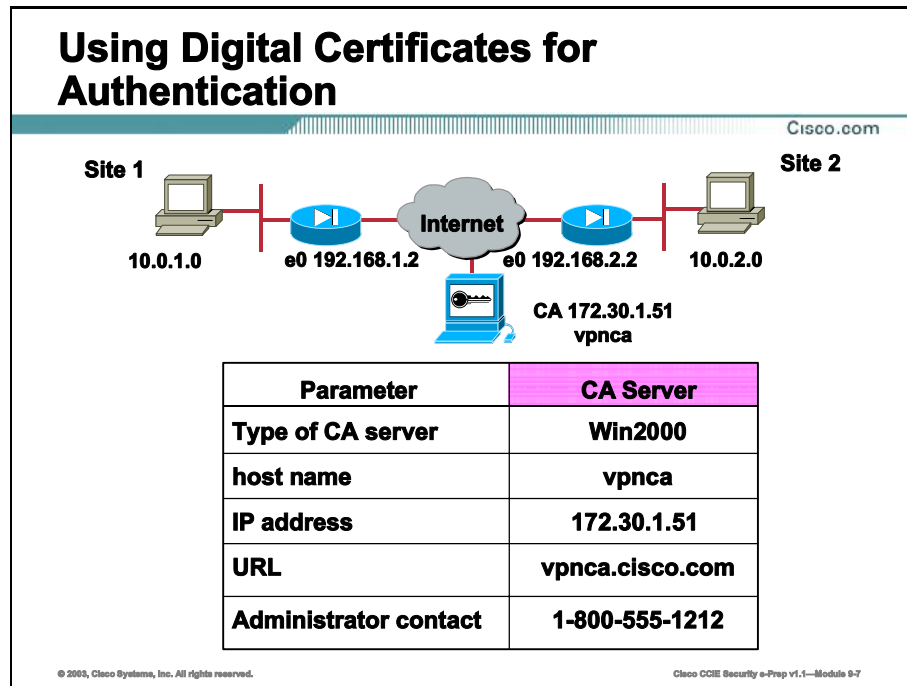 Using Digital Certificates for
Authentication
Cisco.com
Site 1
Site 2
Internet
10.0.1.0
e0 192.168.1.2
e0 192.168.2.2
10.0.2.0
CA 172.30.1.51
vpnca
Parameter
CA Server
Type of CA server
Win2000
host name
vpnca
IP address
172.30.1.51
URL
vpnca.cisco.com
Administrator contact
1-800-555-1212
© 2003, Cisco Systems, Inc. All rights reserved.
Cisco CCIE Security e-Prep v1.1—Module 9-7